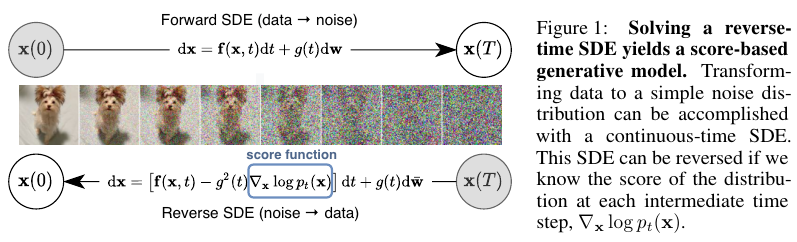 Forward SDE (data → noise)
x(0)
dx = f(x, t)dt + g(t)dw
x(T)
score function
x(0)
dx = [f(x, t) − g²(t)∇ₓ log pₜ(x)] dt + g(t)dw̄
x(T)
Reverse SDE (noise → data)
Figure 1: Solving a reverse-
time SDE yields a score-based
generative model. Transform-
ing data to a simple noise dis-
tribution can be accomplished
with a continuous-time SDE.
This SDE can be reversed if we
know the score of the distribu-
tion at each intermediate time
step, ∇ₓ log pₜ(x).